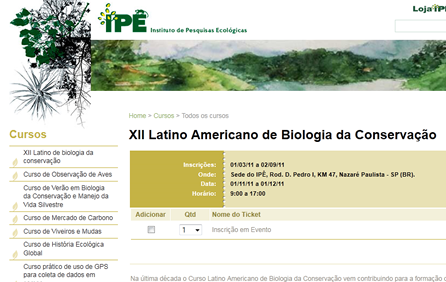 Loja IPÊ
IPÊ
Instituto de Pesquisas Ecológicas
Home > Cursos > Todos os cursos
Cursos
XII Latino Americano de Biologia da Conservação
XII Latino de biologia da
conservação
Curso de Observação de Aves
Curso de Verão em Biologia
da Conservação e Manejo da
Vida Silvestre
Curso de Mercado de Carbono
Curso de Viveiros e Mudas
Curso de História Ecológica
Global
Curso prático de uso de GPS
para coleta de dados em
Inscrições: 01/03/11 a 02/09/11
Onde: Sede do IPÊ, Rod. D. Pedro I, KM 47, Nazaré Paulista - SP (BR).
Data: 01/11/11 a 01/12/11
Horário: 9:00 a 17:00
Adicionar Qtd Nome do Ticket
1 Inscrição em Evento
Na última década o Curso Latino Americano de Biologia da Conservação vem contribuindo para a formação d